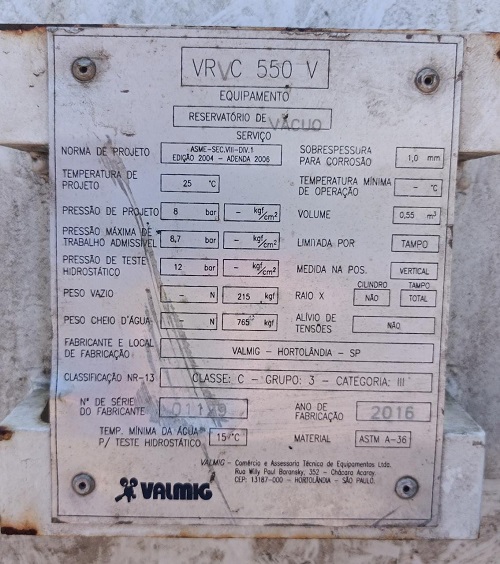 VRVC 550 V
EQUIPAMENTO
RESERVATÓRIO DE VÁCUO
SERVIÇO
NORMA DE PROJETO ASME-SEC.VIII-DIV.1 EDIÇÃO 2004 - ADENDA 2006
SOBRESPESSURA PARA CORROSÃO 1,0 mm
TEMPERATURA DE PROJETO 25 °C
TEMPERATURA MÍNIMA DE OPERAÇÃO - °C
PRESSÃO DE PROJETO 8 bar - kgf/cm²
VOLUME 0,55 m³
PRESSÃO MÁXIMA DE TRABALHO ADMISSÍVEL 8,7 bar - kgf/cm²
LIMITADA POR TAMPO
PRESSÃO DE TESTE HIDROSTÁTICO 12 bar - kgf/cm²
MEDIDA NA POS. VERTICAL
PESO VAZIO - N 215 kgf
RAIO X CILINDRO NÃO TAMPO TOTAL
PESO CHEIO D'ÁGUA - N 765 kgf
ALÍVIO DE TENSÕES NÃO
FABRICANTE E LOCAL DE FABRICAÇÃO VALMIG - HORTOLÂNDIA - SP
CLASSIFICAÇÃO NR-13 CLASSE: C - GRUPO: 3 - CATEGORIA: III
N° DE SÉRIE DO FABRICANTE
ANO DE FABRICAÇÃO 2016
TEMP. MÍNIMA DA ÁGUA P/ TESTE HIDROSTÁTICO 15 °C
MATERIAL ASTM A-36
VALMIG
VALMIG - Comércio e Assessoria Técnica de Equipamentos Ltda.
Rua Wily Paul Baransky, 352 - Chácara Acaray.
CEP: 13187-000 - HORTOLÂNDIA - SÃO PAULO.